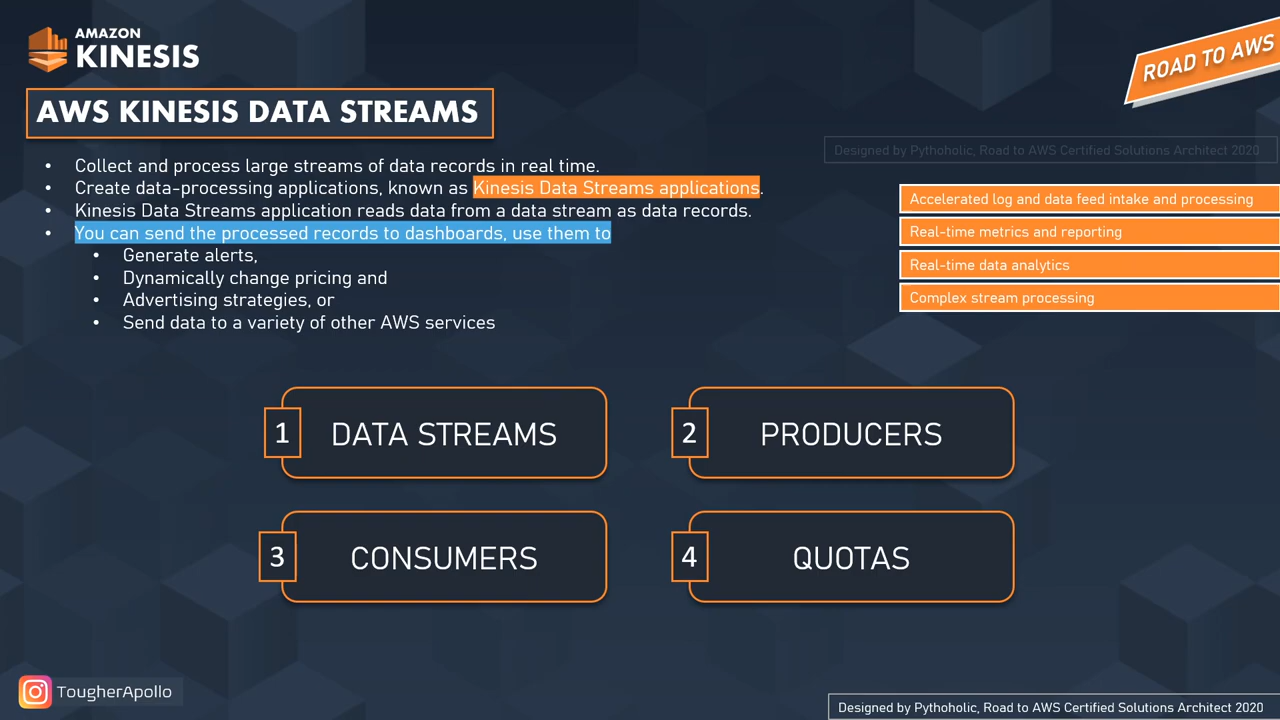 AMAZON
KINESIS
ROAD TO AWS
AWS KINESIS DATA STREAMS
Designed by Pythoholic, Road to AWS Certified Solutions Architect 2020
• Collect and process large streams of data records in real time.
• Create data-processing applications, known as Kinesis Data Streams applications.
• Kinesis Data Streams application reads data from a data stream as data records.
• You can send the processed records to dashboards, use them to
• Generate alerts,
• Dynamically change pricing and
• Advertising strategies, or
• Send data to a variety of other AWS services
Accelerated log and data feed intake and processing
Real-time metrics and reporting
Real-time data analytics
Complex stream processing
1 DATA STREAMS
2 PRODUCERS
3 CONSUMERS
4 QUOTAS
TougherApollo
Designed by Pythoholic, Road to AWS Certified Solutions Architect 2020